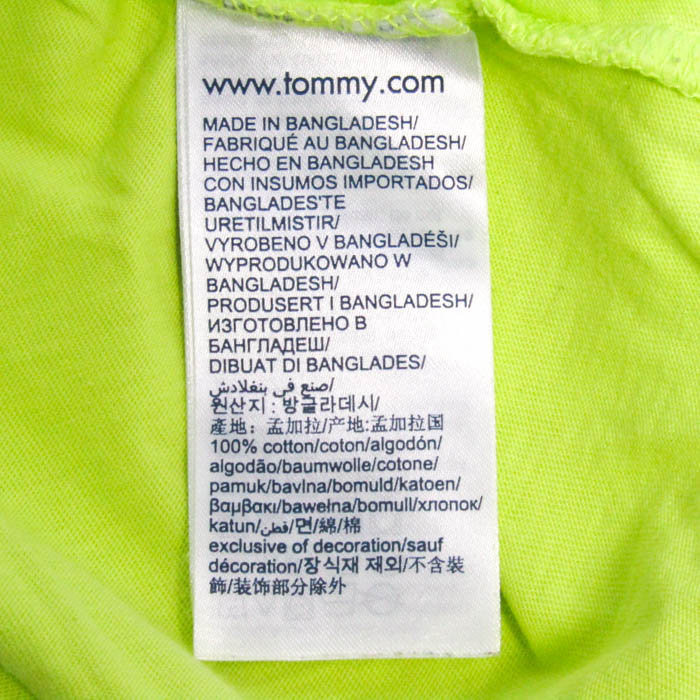 www.tommy.com
MADE IN BANGLADESH/
FABRIQUÉ AU BANGLADESH/
HECHO EN BANGLADESH
CON INSUMOS IMPORTADOS/
BANGLADES'TE
URETILMISTIR/
VYROBENO V BANGLADÉŠI/
WYPRODUKOWANO W
BANGLADESH/
PRODUSERT I BANGLADESH/
ИЗГОТОВЛЕНО В
БАНГЛАДЕШ/
DIBUAT DI BANGLADES/
صنع في بنغلادش/
원산지 : 방글라데시/
產地: 孟加拉/产地:孟加拉国
100% cotton/coton/algodón/
algodão/baumwolle/cotone/
pamuk/bavlna/bomuld/katoen/
βαμβακι/bawełna/bomull/хлопок/
katun/قطن/면/綿/棉
exclusive of decoration/sauf
décoration/장식재 제외/不含裝
飾/装饰部分除外